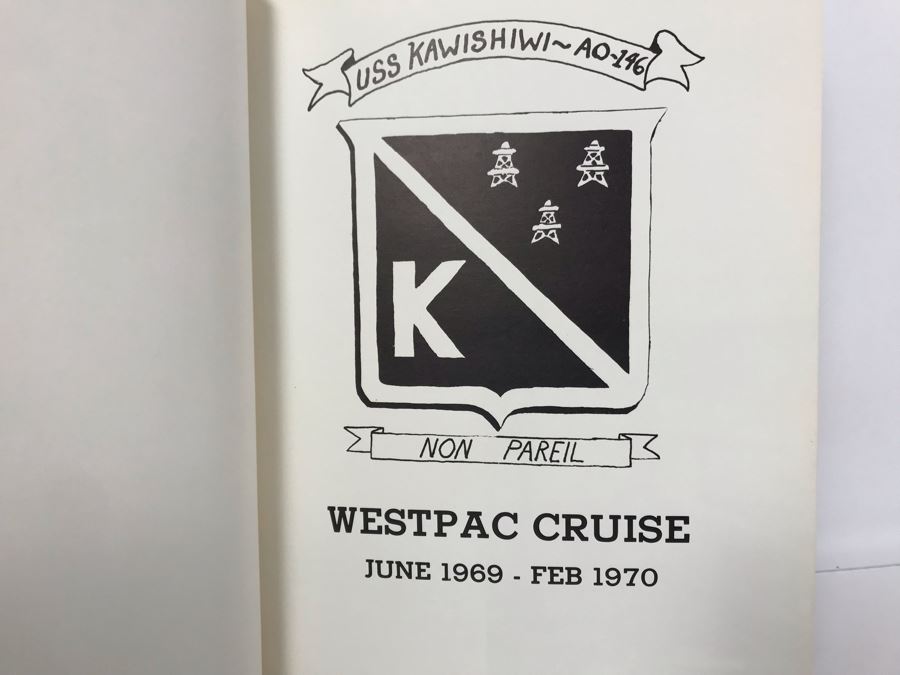 USS KAWISHIWI~ AO-146
K
NON PAREIL
WESTPAC CRUISE
JUNE 1969 - FEB 1970